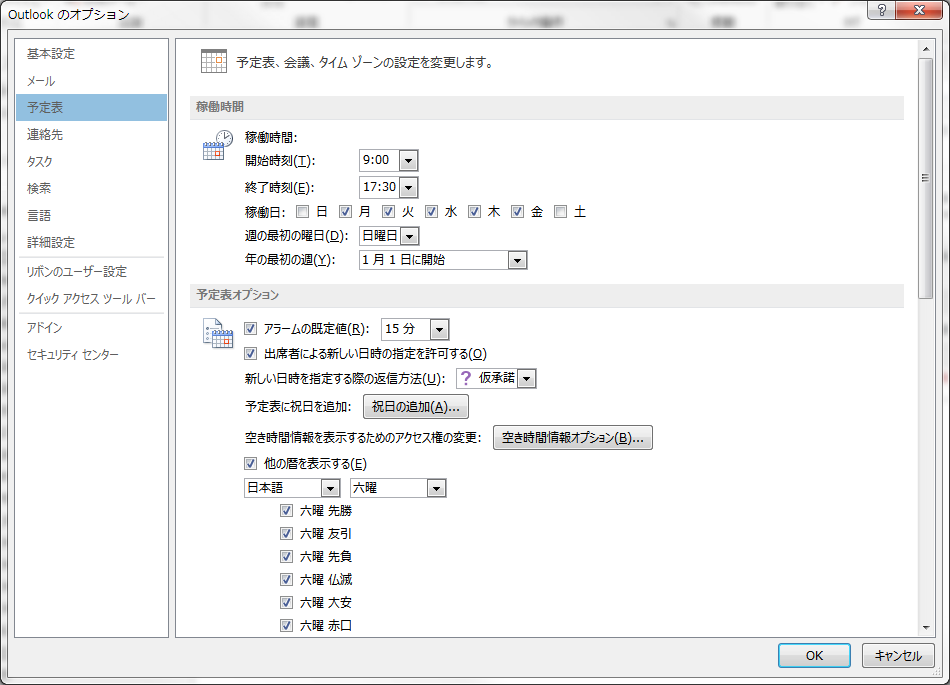 Outlook のオプション
基本設定
メール
予定表
連絡先
タスク
検索
言語
詳細設定
リボンのユーザー設定
クイック アクセス ツール バー
アドイン
セキュリティ センター
予定表、会議、タイム ゾーンの設定を変更します。
稼働時間
稼働時間:
開始時刻(T): 9:00
終了時刻(E): 17:30
稼働日: 日 月 火 水 木 金 土
週の最初の曜日(D): 日曜日
年の最初の週(Y): 1 月 1 日に開始
予定表オプション
アラームの既定値(R): 15 分
出席者による新しい日時の指定を許可する(O)
新しい日時を指定する際の返信方法(U): ? 仮承諾
予定表に祝日を追加: 祝日の追加(A)...
空き時間情報を表示するためのアクセス権の変更: 空き時間情報オプション(B)...
他の暦を表示する(E)
日本語 六曜
六曜 先勝
六曜 友引
六曜 先負
六曜 仏滅
六曜 大安
六曜 赤口
OK キャンセル